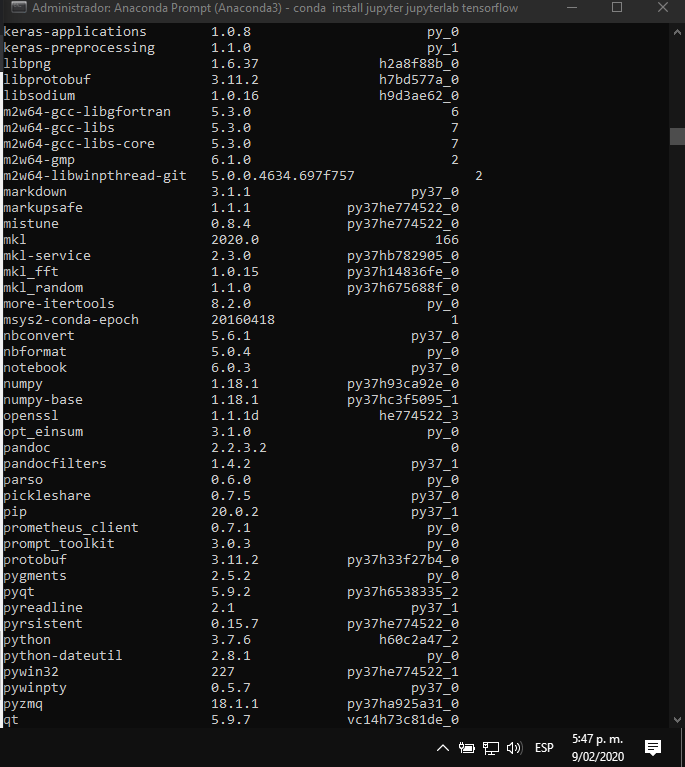 Administrador: Anaconda Prompt (Anaconda3) - conda install jupyter jupyterlab tensorflow
keras-applications 1.0.8 py_0
keras-preprocessing 1.1.0 py_1
libpng 1.6.37 h2a8f88b_0
libprotobuf 3.11.2 h7bd577a_0
libsodium 1.0.16 h9d3ae62_0
m2w64-gcc-libgfortran 5.3.0 6
m2w64-gcc-libs 5.3.0 7
m2w64-gcc-libs-core 5.3.0 7
m2w64-gmp 6.1.0 2
m2w64-libwinpthread-git 5.0.0.4634.697f757 2
markdown 3.1.1 py37_0
markupsafe 1.1.1 py37he774522_0
mistune 0.8.4 py37he774522_0
mkl 2020.0 166
mkl-service 2.3.0 py37hb782905_0
mkl_fft 1.0.15 py37h14836fe_0
mkl_random 1.1.0 py37h675688f_0
more-itertools 8.2.0 py_0
msys2-conda-epoch 20160418 1
nbconvert 5.6.1 py37_0
nbformat 5.0.4 py_0
notebook 6.0.3 py37_0
numpy 1.18.1 py37h93ca92e_0
numpy-base 1.18.1 py37hc3f5095_1
openssl 1.1.1d he774522_3
opt_einsum 3.1.0 py_0
pandoc 2.2.3.2 0
pandocfilters 1.4.2 py37_1
parso 0.6.0 py_0
pickleshare 0.7.5 py37_0
pip 20.0.2 py37_1
prometheus_client 0.7.1 py_0
prompt_toolkit 3.0.3 py_0
protobuf 3.11.2 py37h33f27b4_0
pygments 2.5.2 py_0
pyqt 5.9.2 py37h6538335_2
pyreadline 2.1 py37_1
pyrsistent 0.15.7 py37he774522_0
python 3.7.6 h60c2a47_2
python-dateutil 2.8.1 py_0
pywin32 227 py37he774522_1
pywinpty 0.5.7 py37_0
pyzmq 18.1.1 py37ha925a31_0
qt 5.9.7 vc14h73c81de_0
ESP
5:47 p. m.
9/02/2020